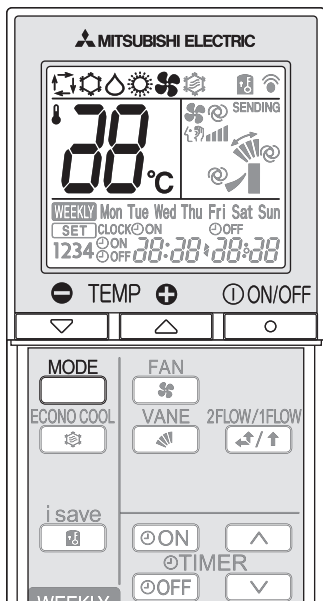 MITSUBISHI ELECTRIC
SENDING
88°C
WEEKLY Mon Tue Wed Thu Fri Sat Sun
SET CLOCK ON OFF
1234 ON OFF 88:88 88:88
TEMP ON/OFF
MODE FAN
ECONO COOL VANE 2FLOW/1FLOW
i save
ON
TIMER
OFF
WEEKLY